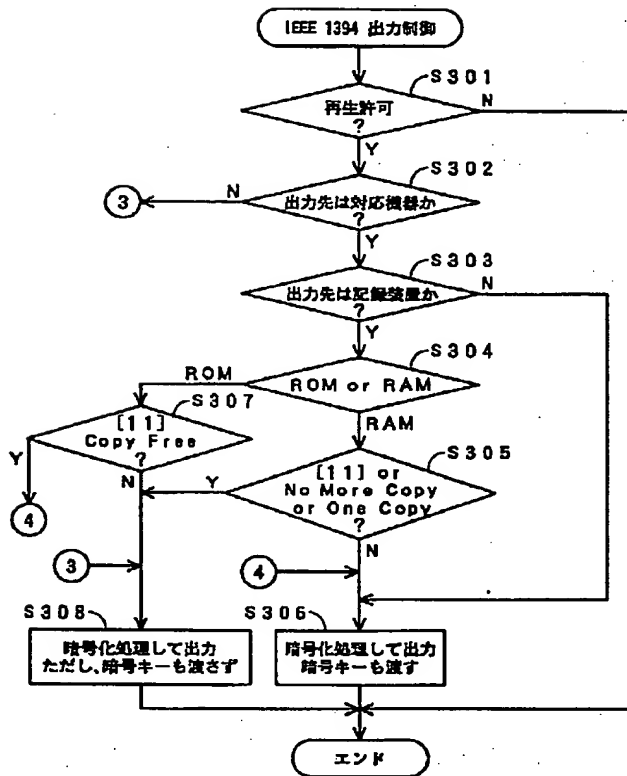 IEEE 1394 出力制御
S301
再生許可
?
N
Y
S302
N
出力先は対応機器か
?
③
Y
S303
N
出力先は記録装置か
?
Y
S304
ROM
ROM or RAM
S307
RAM
[11]
Copy Free
?
S305
Y
[11] or
No More Copy
or One Copy
?
N
Y
④
N
③
④
S308
S306
暗号化処理して出力
ただし、暗号キーも渡さず
暗号化処理して出力
暗号キーも渡す
エンド